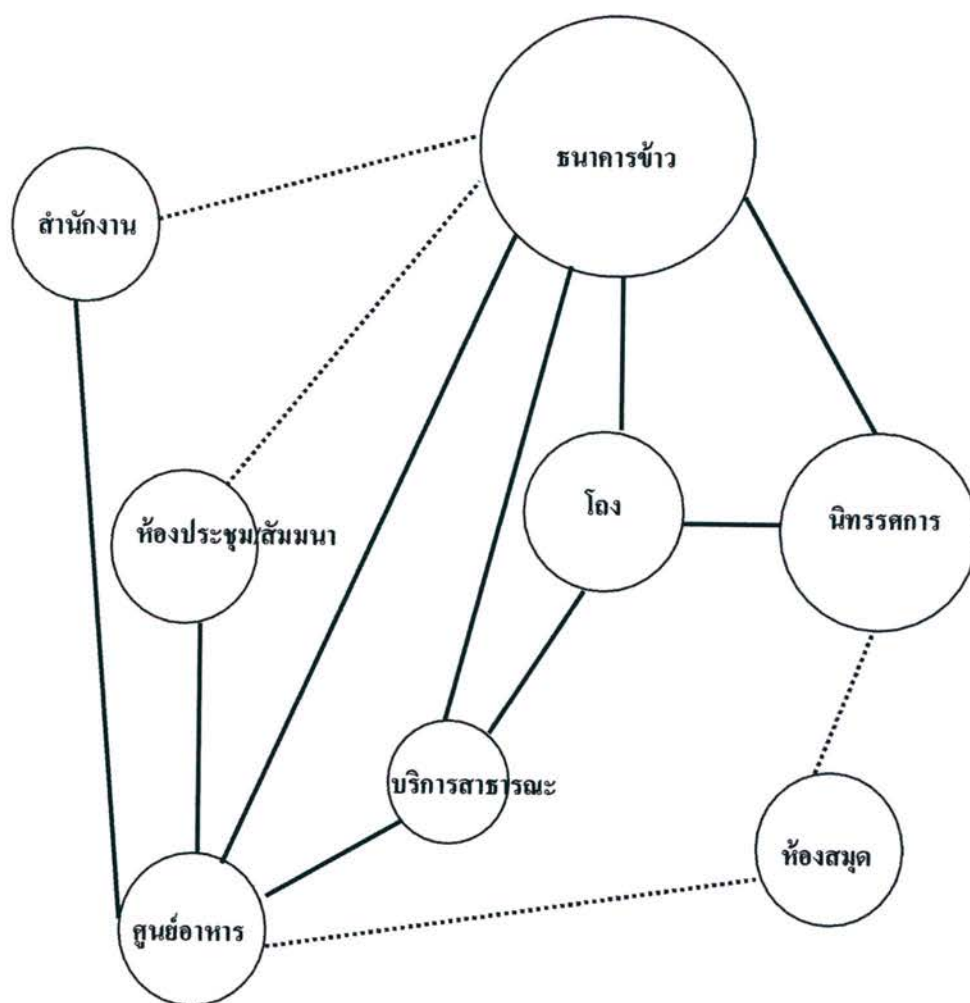 ธนาคารข้าว
สำนักงาน
โถง
นิทรรศการ
ห้องประชุม/สัมมนา
บริการสาธารณะ
ห้องสมุด
ศูนย์อาหาร